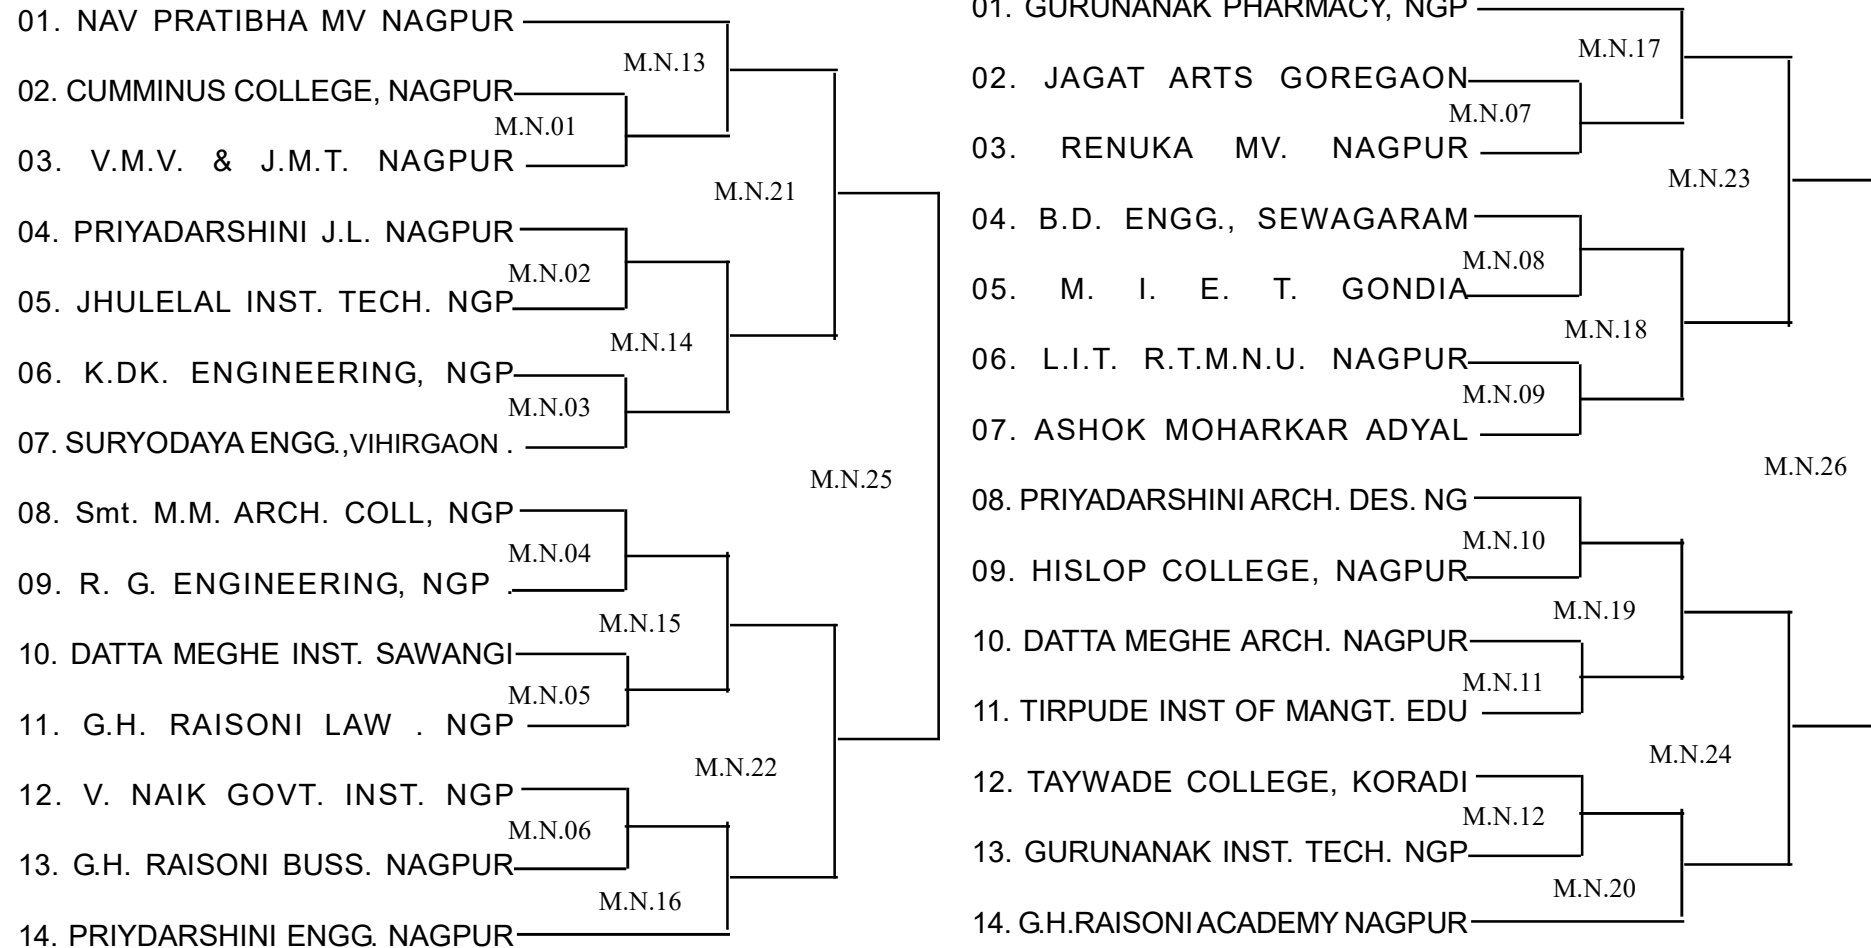 01. NAV PRATIBHA MV NAGPUR
M.N.13
02. CUMMINUS COLLEGE, NAGPUR
M.N.01
03. V.M.V. & J.M.T. NAGPUR
M.N.21
04. PRIYADARSHINI J.L. NAGPUR
M.N.02
05. JHULELAL INST. TECH. NGP
M.N.14
06. K.DK. ENGINEERING, NGP
M.N.03
07. SURYODAYA ENGG.,VIHIRGAON .
M.N.25
08. Smt. M.M. ARCH. COLL, NGP
M.N.04
09. R. G. ENGINEERING, NGP .
M.N.15
10. DATTA MEGHE INST. SAWANGI
M.N.05
11. G.H. RAISONI LAW . NGP
M.N.22
12. V. NAIK GOVT. INST. NGP
M.N.06
13. G.H. RAISONI BUSS. NAGPUR
M.N.16
14. PRIYDARSHINI ENGG. NAGPUR
01. GURUNANAK PHARMACY, NGP
M.N.17
02. JAGAT ARTS GOREGAON
M.N.07
03. RENUKA MV. NAGPUR
M.N.23
04. B.D. ENGG., SEWAGARAM
M.N.08
05. M. I. E. T. GONDIA
M.N.18
06. L.I.T. R.T.M.N.U. NAGPUR
M.N.09
07. ASHOK MOHARKAR ADYAL
M.N.26
08. PRIYADARSHINI ARCH. DES. NG
M.N.10
09. HISLOP COLLEGE, NAGPUR
M.N.19
10. DATTA MEGHE ARCH. NAGPUR
M.N.11
11. TIRPUDE INST OF MANGT. EDU
M.N.24
12. TAYWADE COLLEGE, KORADI
M.N.12
13. GURUNANAK INST. TECH. NGP
M.N.20
14. G.H.RAISONI ACADEMY NAGPUR